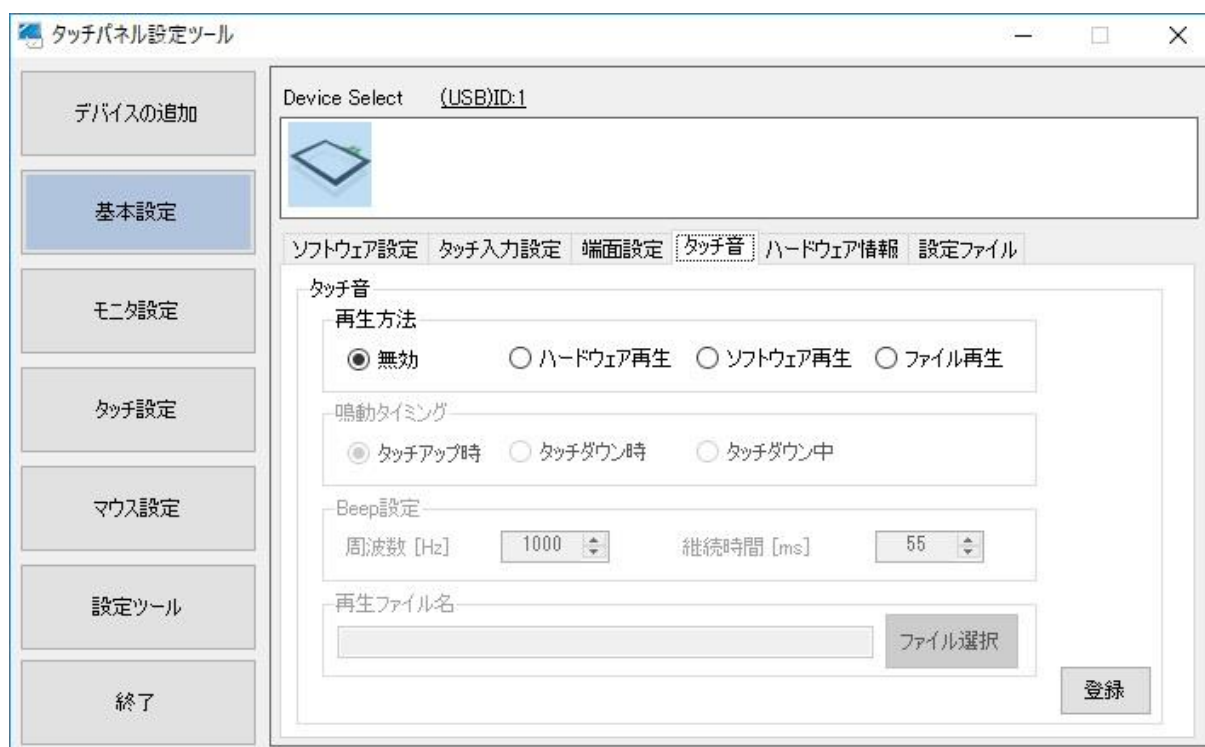 タッチパネル設定ツール
デバイスの追加
基本設定
モニタ設定
タッチ設定
マウス設定
設定ツール
終了
Device Select (USB)ID:1
ソフトウェア設定 タッチ入力設定 端面設定 タッチ音 ハードウェア情報 設定ファイル
タッチ音
再生方法
無効 ハードウェア再生 ソフトウェア再生 ファイル再生
鳴動タイミング
タッチアップ時 タッチダウン時 タッチダウン中
Beep設定
周波数 [Hz] 1000 継続時間 [ms] 55
再生ファイル名
ファイル選択
登録